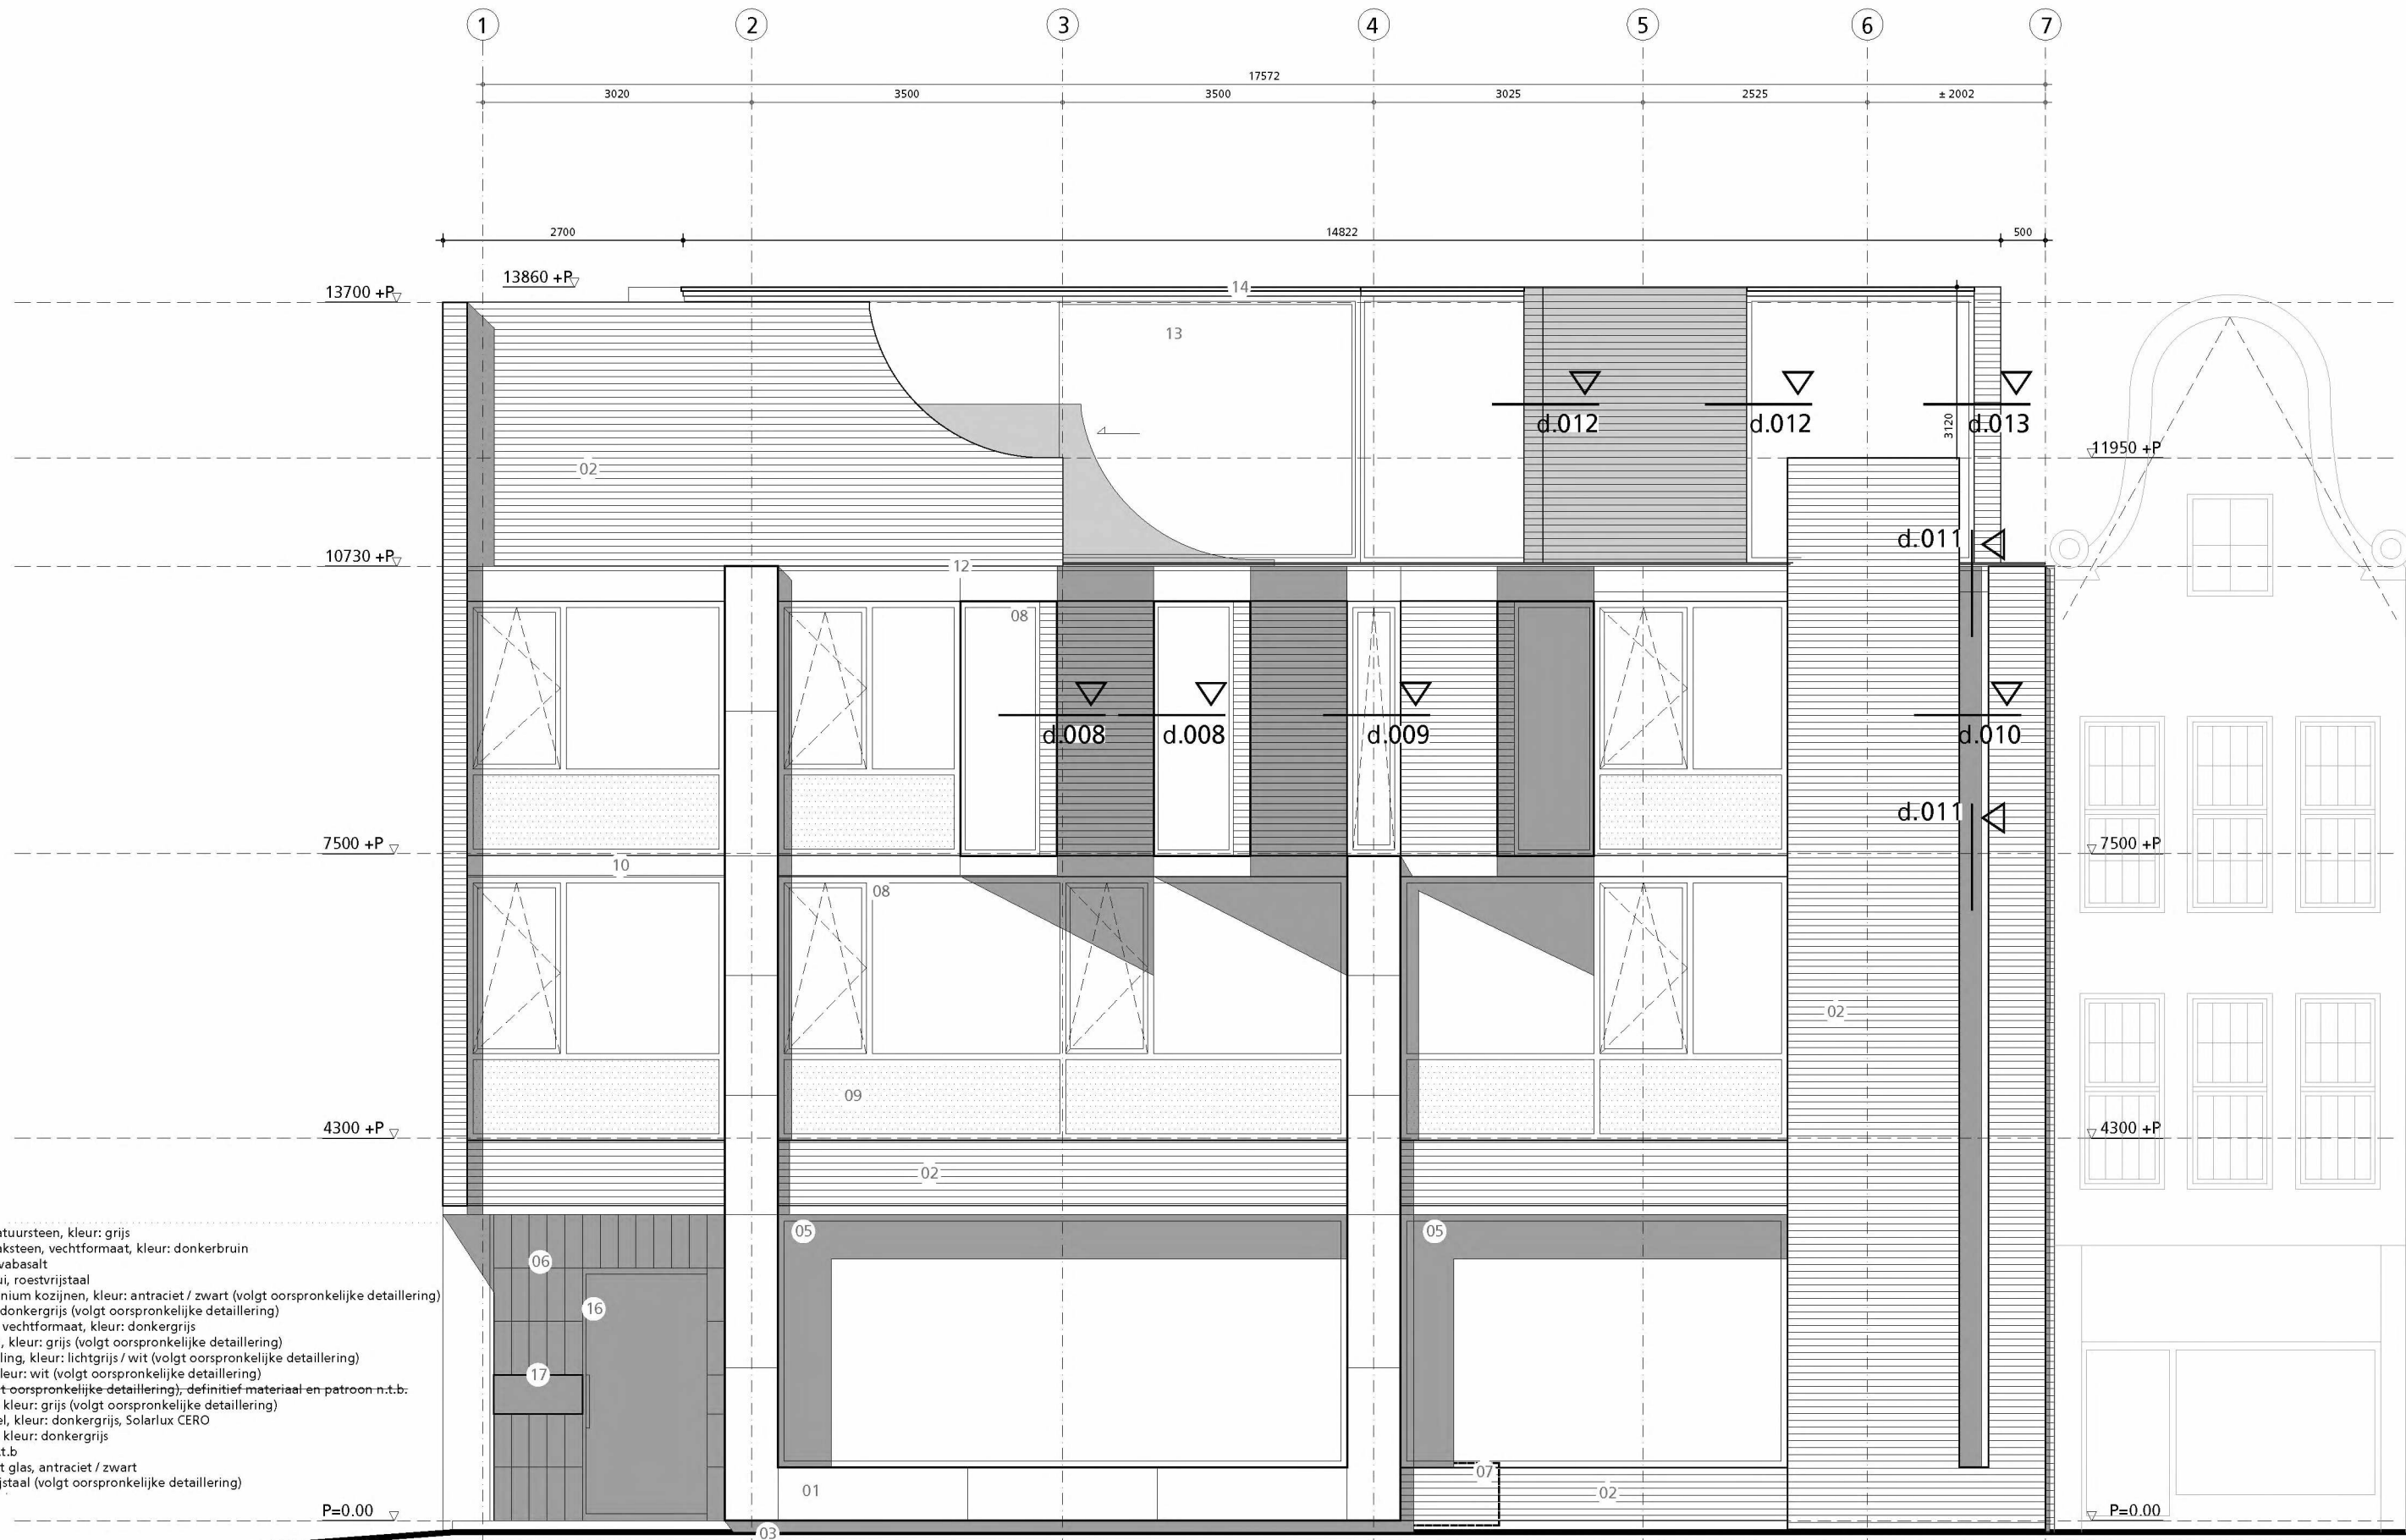 1 2 3 4 5 6 7
17572
3020 3500 3500 3025 2525 ± 2002
2700 14822 500
13860 +P
13700 +P
14
13
d.012 d.012 3120 d.013
11950 +P
02
d.011
10730 +P
12
08
d.008 d.008 d.009 d.010
d.011
7500 +P
7500 +P
10
08
02
09
4300 +P
4300 +P
02
05 05
06
16
17
kleur: grijs
vechtformaat, kleur: donkerbruin
roestvrijstaal
kozijnen, kleur: antraciet / zwart (volgt oorspronkelijke detaillering)
donkergrijs (volgt oorspronkelijke detaillering)
vechtformaat, kleur: donkergrijs
, kleur: grijs (volgt oorspronkelijke detaillering)
ling, kleur: lichtgrijs / wit (volgt oorspronkelijke detaillering)
leur: wit (volgt oorspronkelijke detaillering)
t oorspronkelijke detaillering), definitief materiaal en patroon n.t.b.
kleur: grijs (volgt oorspronkelijke detaillering)
el, kleur: donkergrijs, Solarlux CERO
kleur: donkergrijs
.t.b
t glas, antraciet / zwart
ijstaal (volgt oorspronkelijke detaillering)
07
01
02
P=0.00
P=0.00
03